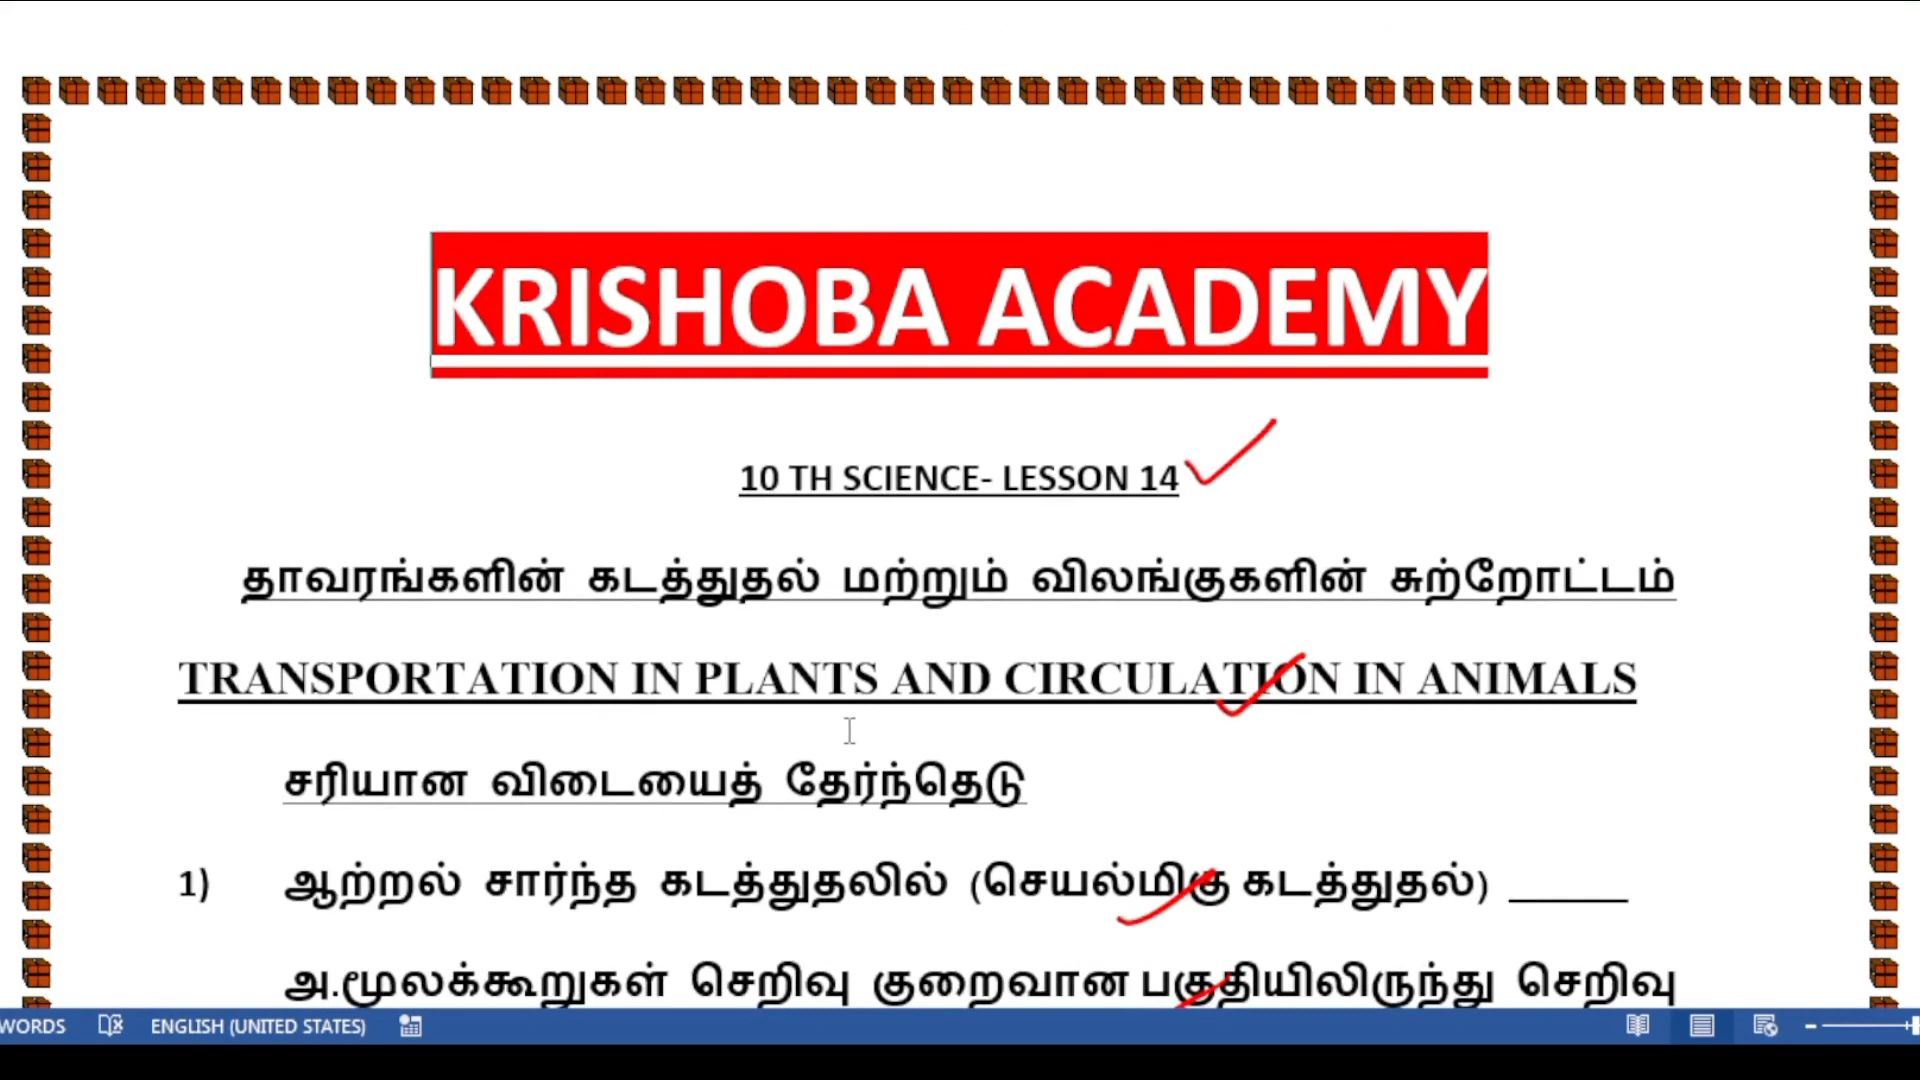 KRISHOBA ACADEMY
10 TH SCIENCE- LESSON 14
தாவரங்களின் கடத்துதல் மற்றும் விலங்குகளின் சுற்றோட்டம்
TRANSPORTATION IN PLANTS AND CIRCULATION IN ANIMALS
சரியான விடையைத் தேர்ந்தெடு
1) ஆற்றல் சார்ந்த கடத்துதலில் (செயல்மிகு கடத்துதல்) ______
அ.மூலக்கூறுகள் செறிவு குறைவான பகுதியிலிருந்து செறிவு
WORDS ENGLISH (UNITED STATES)